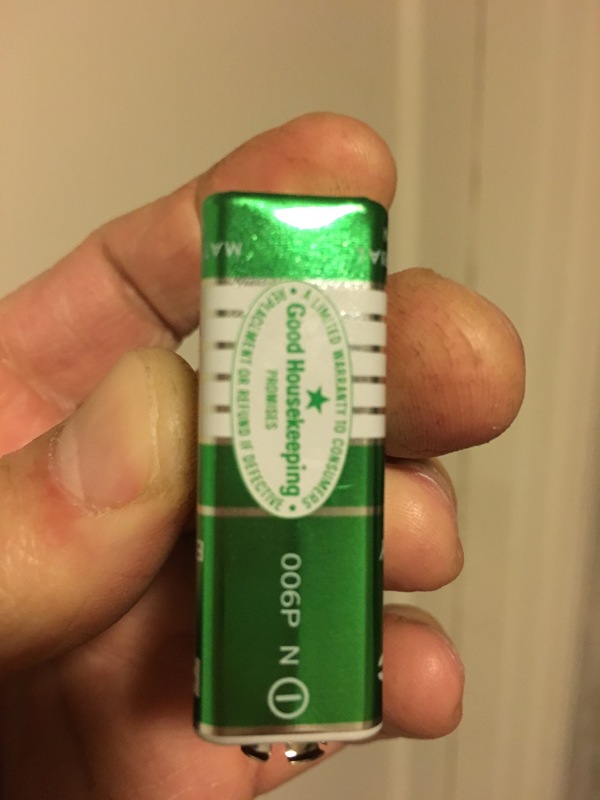 A LIMITED WARRANTY TO CONSUMERS
Good Housekeeping
PROMISES
REPLACEMENT OR REFUND IF DEFECTIVE
006P N